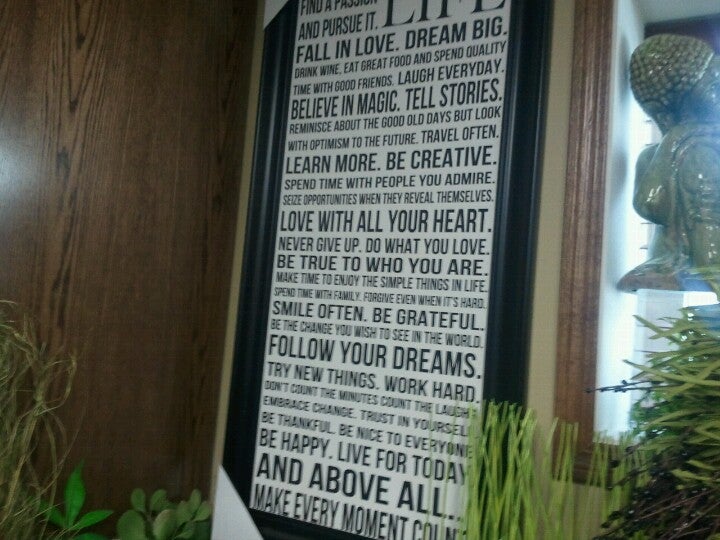 FIND A PASSION LIFE
AND PURSUE IT.
FALL IN LOVE. DREAM BIG.
DRINK WINE, EAT GREAT FOOD AND SPEND QUALITY
TIME WITH GOOD FRIENDS. LAUGH EVERYDAY.
BELIEVE IN MAGIC. TELL STORIES.
REMINISCE ABOUT THE GOOD OLD DAYS BUT LOOK
WITH OPTIMISM TO THE FUTURE. TRAVEL OFTEN.
LEARN MORE. BE CREATIVE.
SPEND TIME WITH PEOPLE YOU ADMIRE.
SEIZE OPPORTUNITIES WHEN THEY REVEAL THEMSELVES.
LOVE WITH ALL YOUR HEART.
NEVER GIVE UP. DO WHAT YOU LOVE.
BE TRUE TO WHO YOU ARE.
MAKE TIME TO ENJOY THE SIMPLE THINGS IN LIFE.
SPEND TIME WITH FAMILY. FORGIVE EVEN WHEN IT'S HARD.
SMILE OFTEN. BE GRATEFUL.
BE THE CHANGE YOU WISH TO SEE IN THE WORLD.
FOLLOW YOUR DREAMS.
TRY NEW THINGS. WORK HARD.
DON'T COUNT THE MINUTES COUNT THE LAUGHS
EMBRACE CHANGE. TRUST IN YOURSELF
BE THANKFUL. BE NICE TO EVERYONE
BE HAPPY. LIVE FOR TODAY
AND ABOVE ALL...
MAKE EVERY MOMENT COUNT